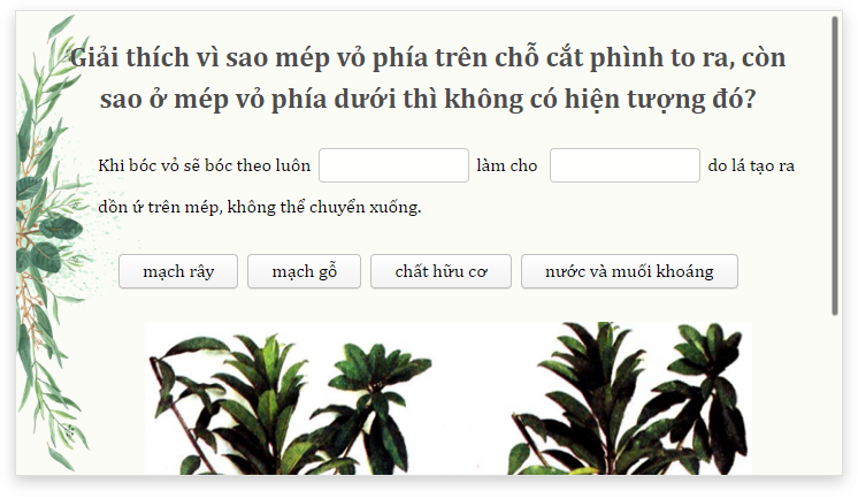 Giải thích vì sao mép vỏ phía trên chỗ cắt phình to ra, còn
sao ở mép vỏ phía dưới thì không có hiện tượng đó?
Khi bóc vỏ sẽ bóc theo luôn làm cho do lá tạo ra
dồn ứ trên mép, không thể chuyển xuống.
mạch rây mạch gỗ chất hữu cơ nước và muối khoáng